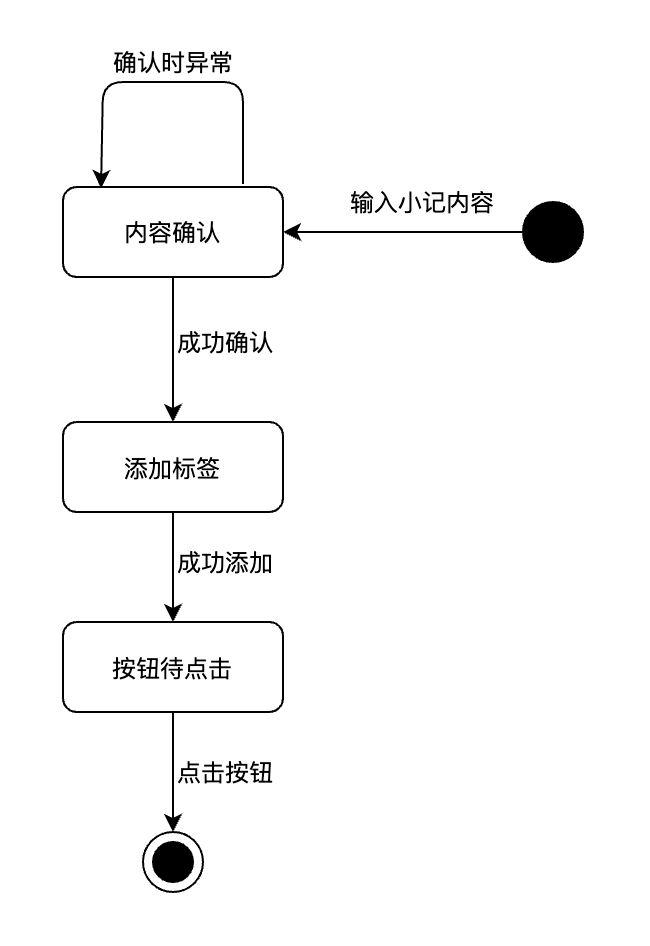 确认时异常
输入小记内容
内容确认
成功确认
添加标签
成功添加
按钮待点击
点击按钮